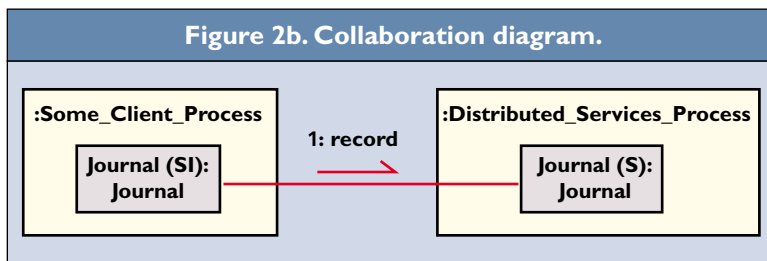 Figure 2b. Collaboration diagram.
:Some_Client_Process
:Distributed_Services_Process
1: record
Journal (SI):
Journal
Journal (S):
Journal